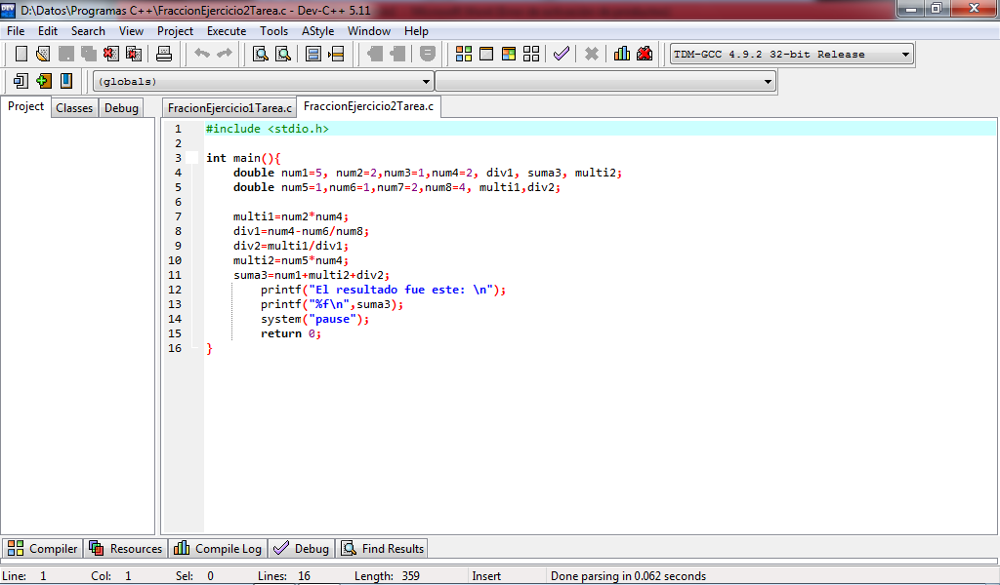 D:\Datos\Programas C++\FraccionEjercicio2Tarea.c - Dev-C++ 5.11
File Edit Search View Project Execute Tools AStyle Window Help
TDM-GCC 4.9.2 32-bit Release
(globals)
Project Classes Debug FracionEjercicio1Tarea.c FraccionEjercicio2Tarea.c
1 #include <stdio.h>
2
3 int main(){
4 double num1=5, num2=2,num3=1,num4=2, div1, suma3, multi2;
5 double num5=1,num6=1,num7=2,num8=4, multi1,div2;
6
7 multi1=num2*num4;
8 div1=num4-num6/num8;
9 div2=multi1/div1;
10 multi2=num5*num4;
11 suma3=num1+multi2+div2;
12 printf("El resultado fue este: \n");
13 printf("%f\n",suma3);
14 system("pause");
15 return 0;
16 }
Compiler Resources Compile Log Debug Find Results
Line: 1 Col: 1 Sel: 0 Lines: 16 Length: 359 Insert Done parsing in 0.062 seconds